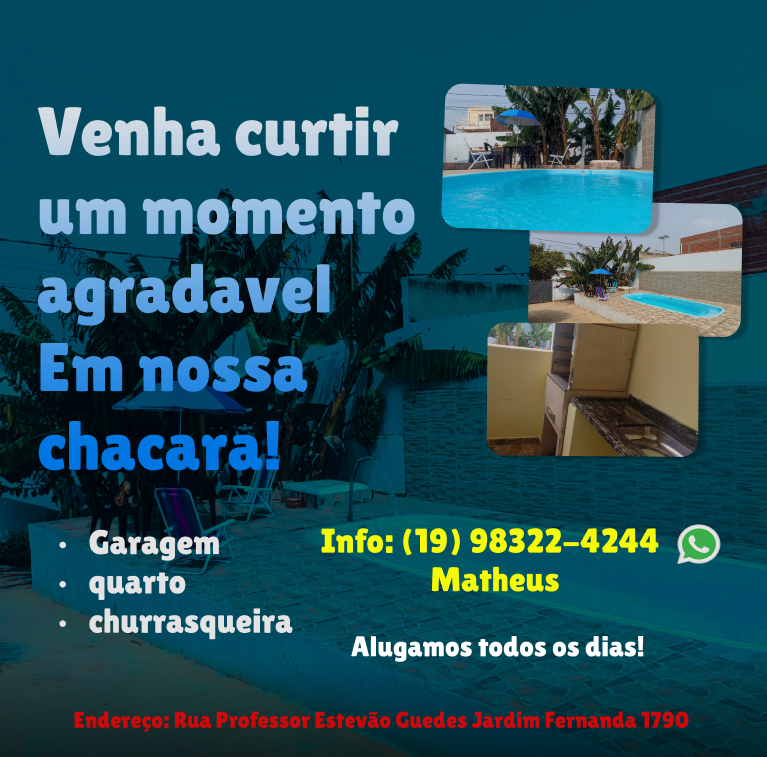 Venha curtir
um momento
agradavel
Em nossa
chacara!
• Garagem
• quarto
• churrasqueira
Info: (19) 98322-4244
Matheus
Alugamos todos os dias!
Endereço: Rua Professor Estevão Guedes Jardim Fernanda 1790